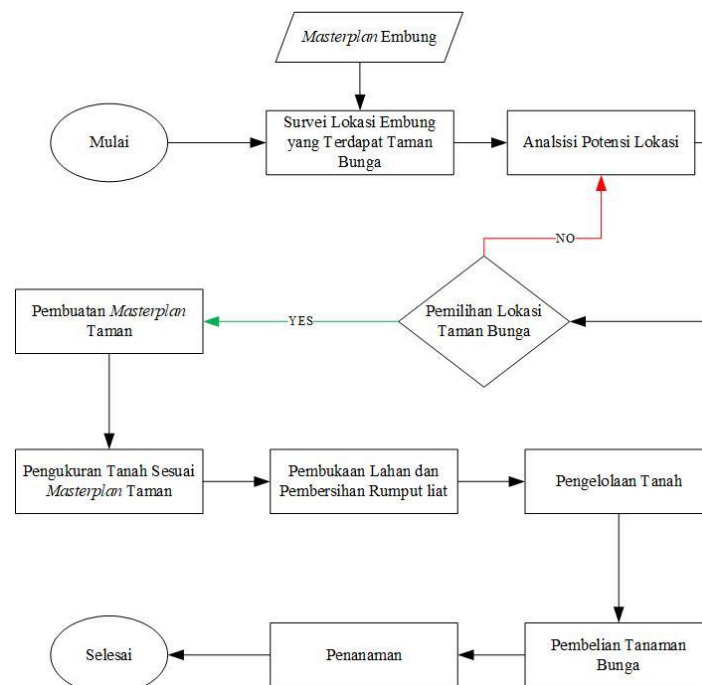 Masterplan Embung
Mulai
Survei Lokasi Embung
yang Terdapat Taman
Bunga
Analsisi Potensi Lokasi
NO
Pemilihan Lokasi
Taman Bunga
YES
Pembuatan Masterplan
Taman
Pengukuran Tanah Sesuai
Masterplan Taman
Pembukaan Lahan dan
Pembersihan Rumput liat
Pengelolaan Tanah
Pembelian Tanaman
Bunga
Penanaman
Selesai